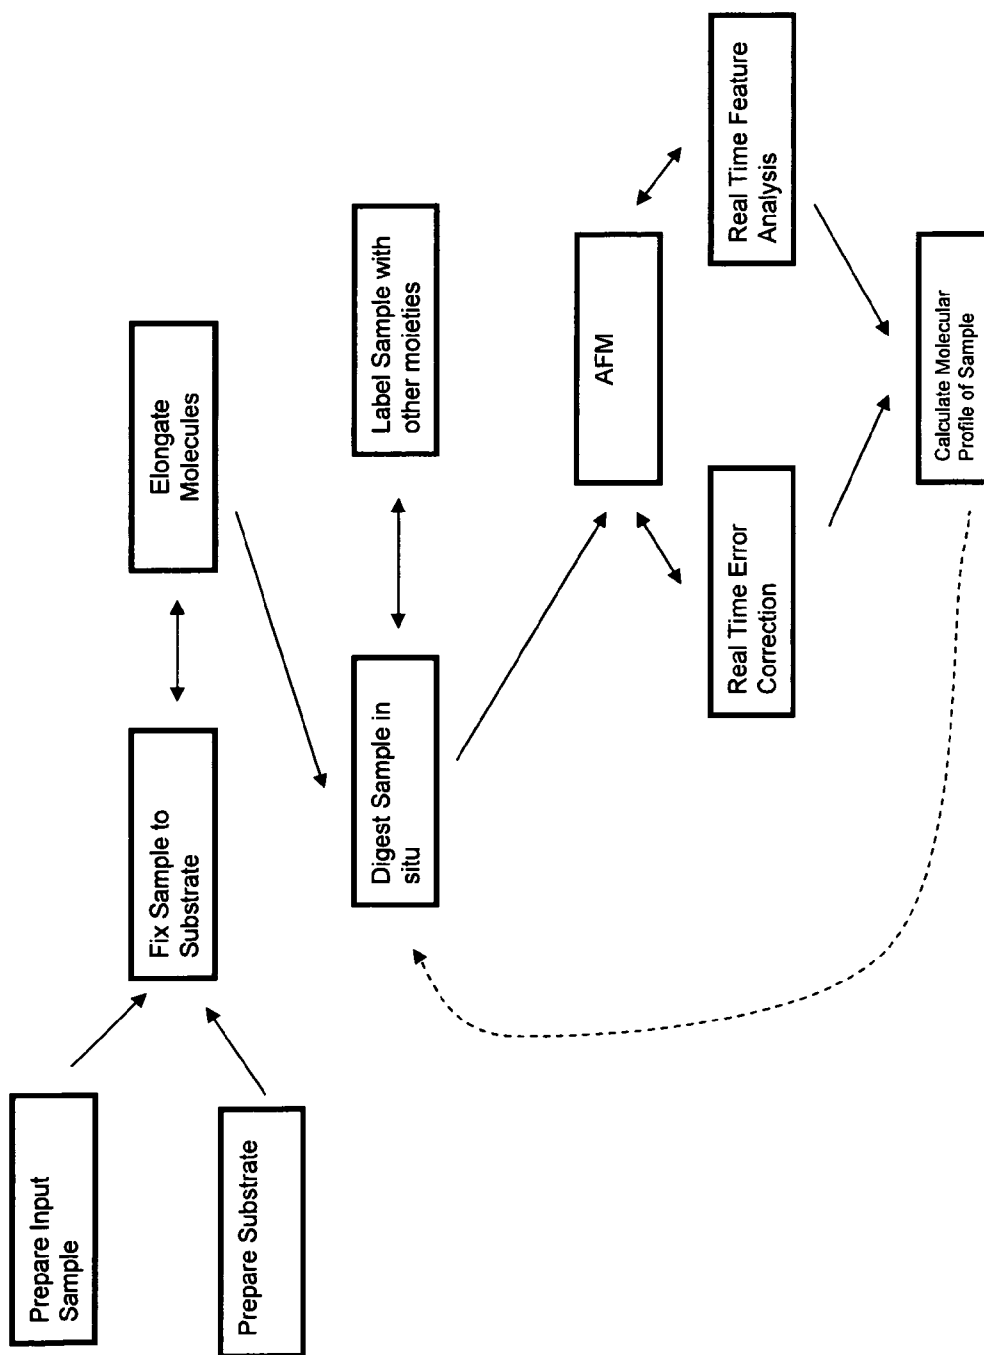 Prepare Input
Sample
Prepare Substrate
Fix Sample to
Substrate
Elongate
Molecules
Digest Sample in
situ
Label Sample with
other moieties
AFM
Real Time Error
Correction
Real Time Feature
Analysis
Calculate Molecular
Profile of Sample